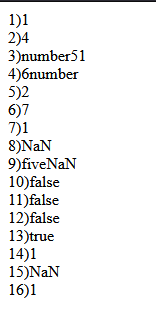 1)1
2)4
3)number51
4)6number
5)2
6)7
7)1
8)NaN
9)fiveNaN
10)false
11)false
12)false
13)true
14)1
15)NaN
16)1